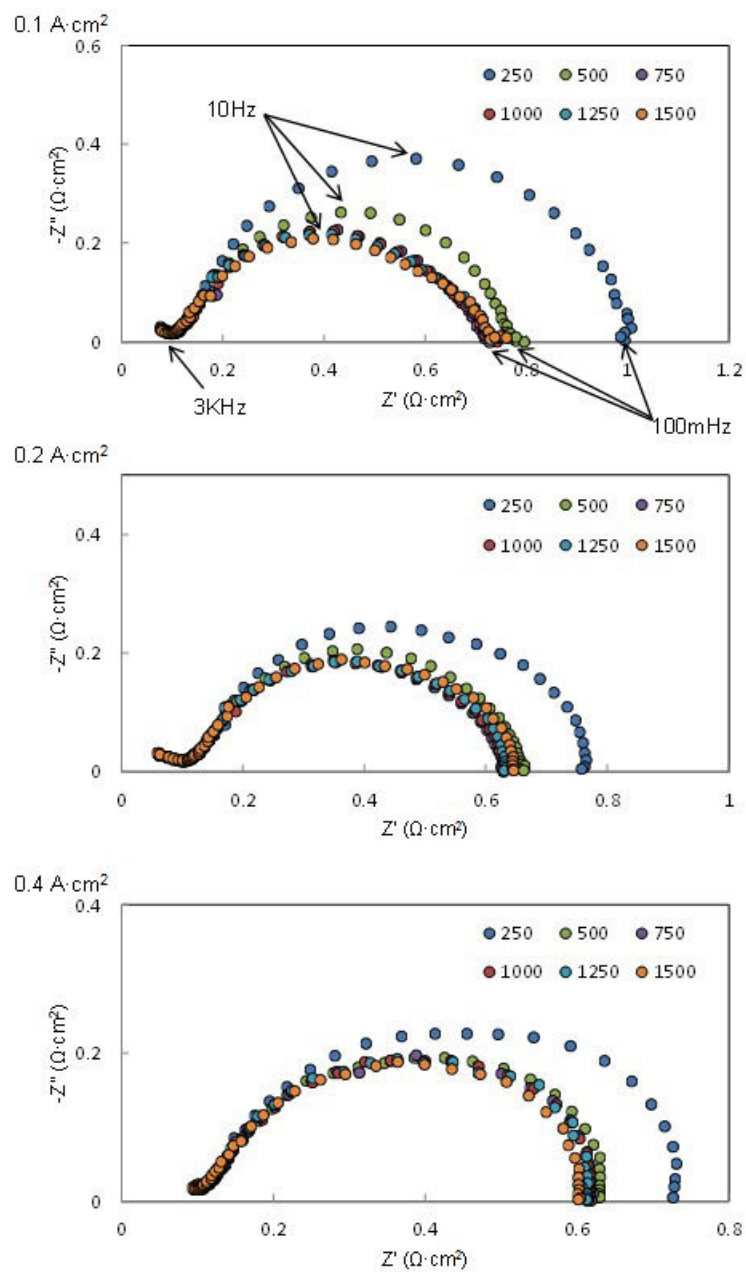 0.1 A·cm²
0.6
250 500 750
1000 1250 1500
10Hz
0.4
-Z" (Ω·cm²)
0.2
0
0 0.2 0.4 0.6 0.8 1 1.2
3KHz
Z' (Ω·cm²)
100mHz
0.2 A·cm²
250 500 750
0.4
1000 1250 1500
-Z" (Ω·cm²)
0.2
0
0 0.2 0.4 0.6 0.8 1
Z' (Ω·cm²)
0.4 A·cm²
0.4
250 500 750
1000 1250 1500
-Z" (Ω·cm²)
0.2
0
0 0.2 0.4 0.6 0.8
Z' (Ω·cm²)